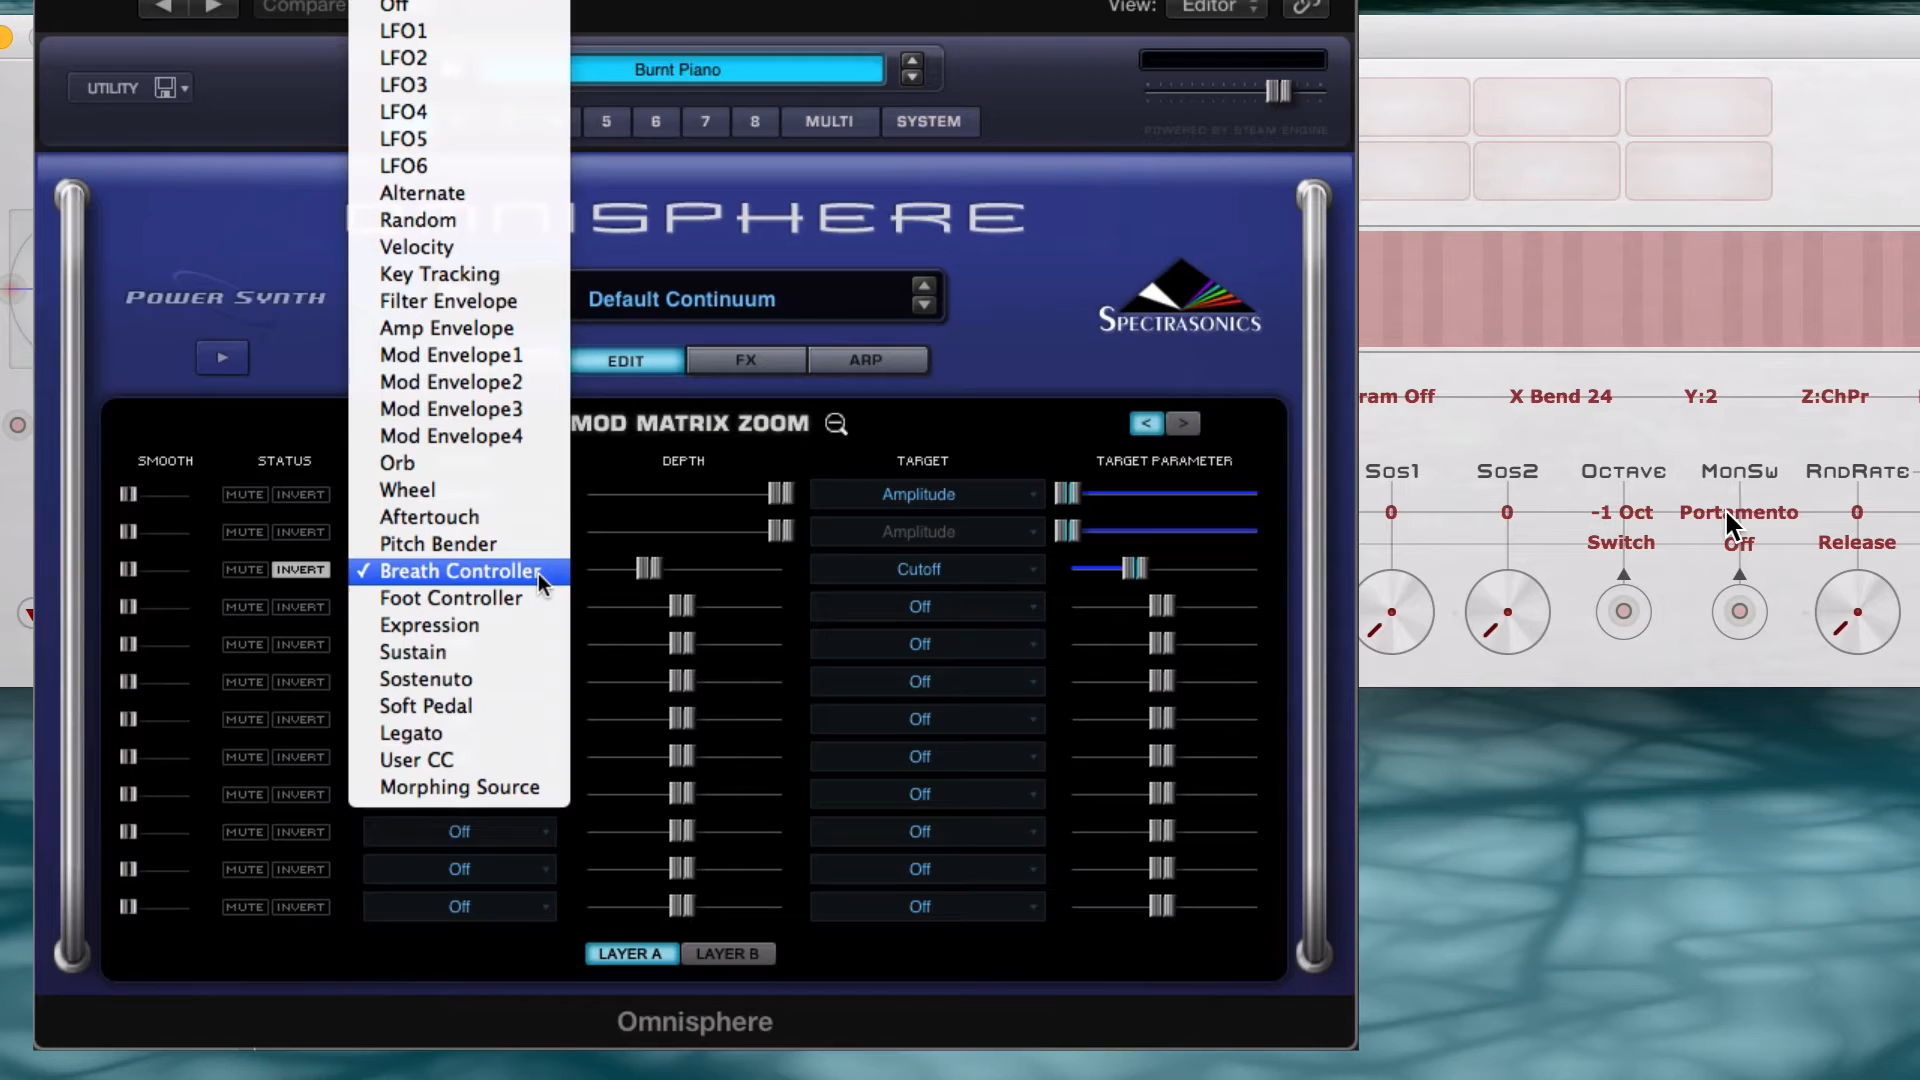 Compare
View:
Editor
UTILITY
Burnt Piano
5
6
7
8
MULTI
SYSTEM
POWERED BY STEAM ENGINE
Off
LFO1
LFO2
LFO3
LFO4
LFO5
LFO6
Alternate
Random
Velocity
Key Tracking
Filter Envelope
Amp Envelope
Mod Envelope1
Mod Envelope2
Mod Envelope3
Mod Envelope4
Orb
Wheel
Aftertouch
Pitch Bender
✓ Breath Controller
Foot Controller
Expression
Sustain
Sostenuto
Soft Pedal
Legato
User CC
Morphing Source
NISPHERE
POWER SYNTH
Default Continuum
SPECTRASONICS
EDIT
FX
ARP
MOD MATRIX ZOOM
<
>
SMOOTH
STATUS
DEPTH
TARGET
TARGET PARAMETER
MUTE INVERT
Amplitude
MUTE INVERT
Amplitude
MUTE INVERT
Cutoff
MUTE INVERT
Off
MUTE INVERT
Off
MUTE INVERT
Off
MUTE INVERT
Off
MUTE INVERT
Off
MUTE INVERT
Off
MUTE INVERT
Off
Off
MUTE INVERT
Off
Off
MUTE INVERT
Off
Off
LAYER A
LAYER B
Omnisphere
ram Off
X Bend 24
Y:2
Z:ChPr
Sos1
Sos2
OCTAVE
MonSw
RndRate
0
0
-1 Oct
Portamento
0
Switch
Off
Release